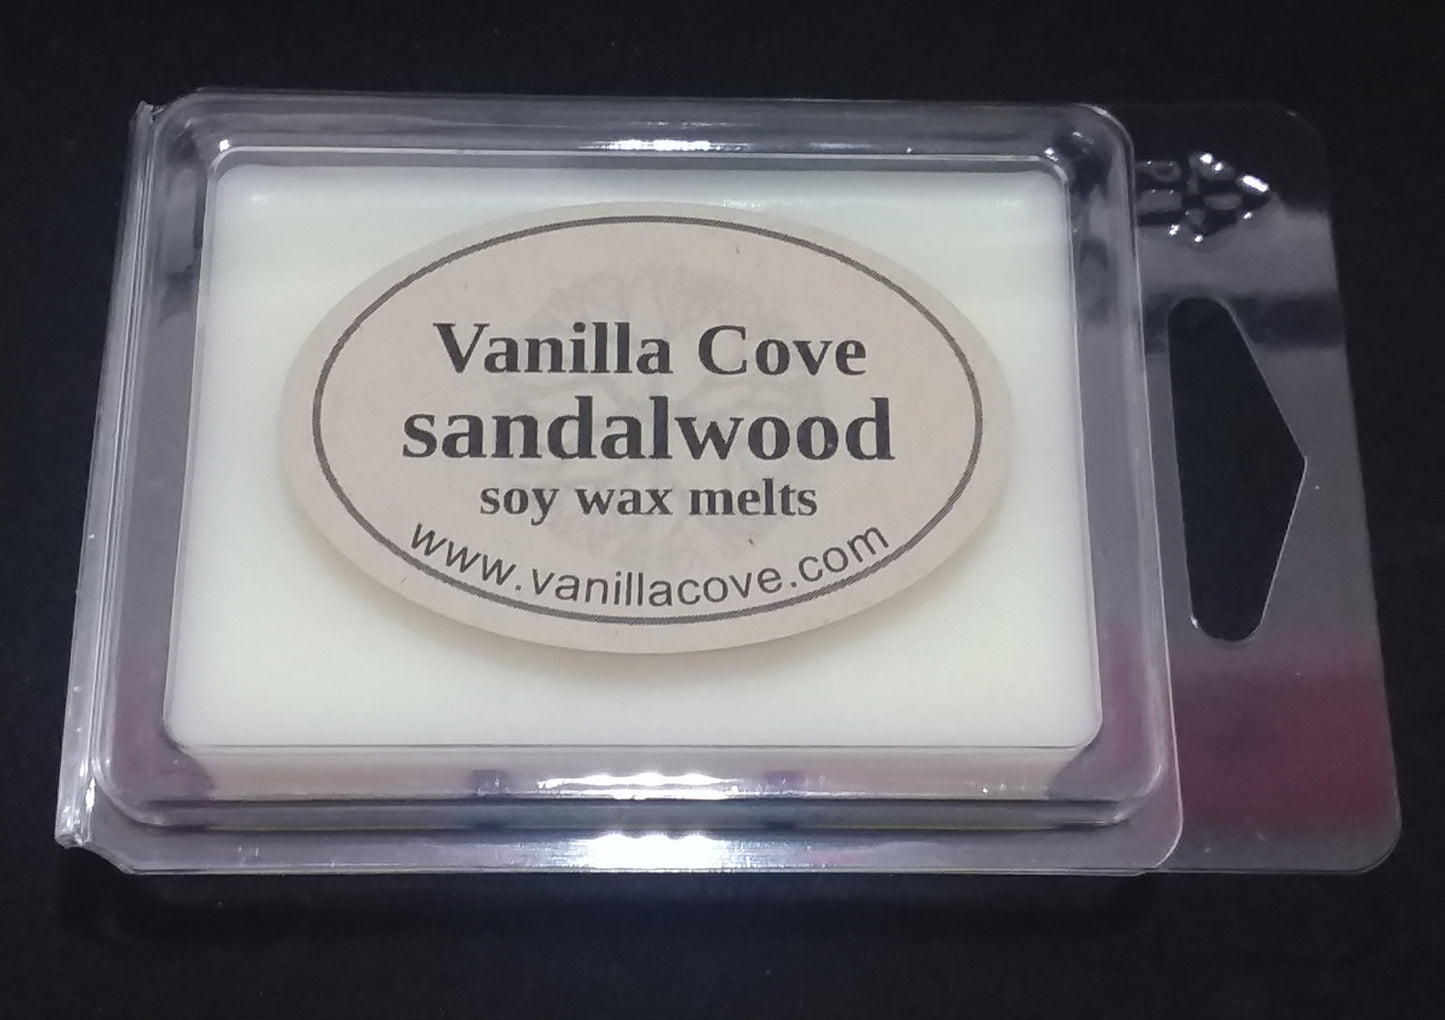 Vanilla Cove
sandalwood
soy wax melts
www.vanillacove.com